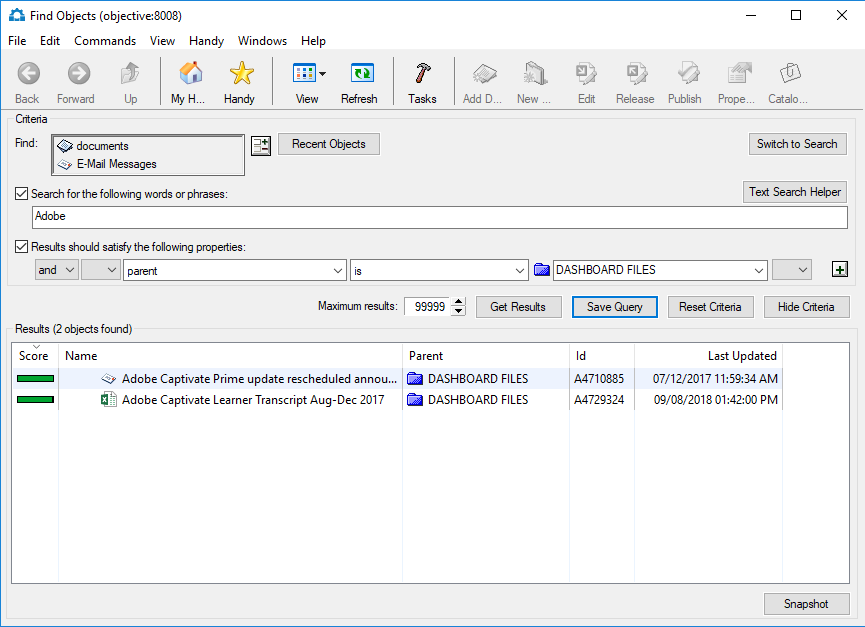 Find Objects (objective:8008)
File Edit Commands View Handy Windows Help
Back Forward Up My H... Handy View Refresh Tasks Add D... New ... Edit Release Publish Prope... Catalo...
Criteria
Find: documents Recent Objects Switch to Search
E-Mail Messages
Search for the following words or phrases: Text Search Helper
Adobe
Results should satisfy the following properties:
and parent is DASHBOARD FILES
Maximum results: 99999 Get Results Save Query Reset Criteria Hide Criteria
Results (2 objects found)
Score Name Parent Id Last Updated
Adobe Captivate Prime update rescheduled annou... DASHBOARD FILES A4710885 07/12/2017 11:59:34 AM
Adobe Captivate Learner Transcript Aug-Dec 2017 DASHBOARD FILES A4729324 09/08/2018 01:42:00 PM
Snapshot